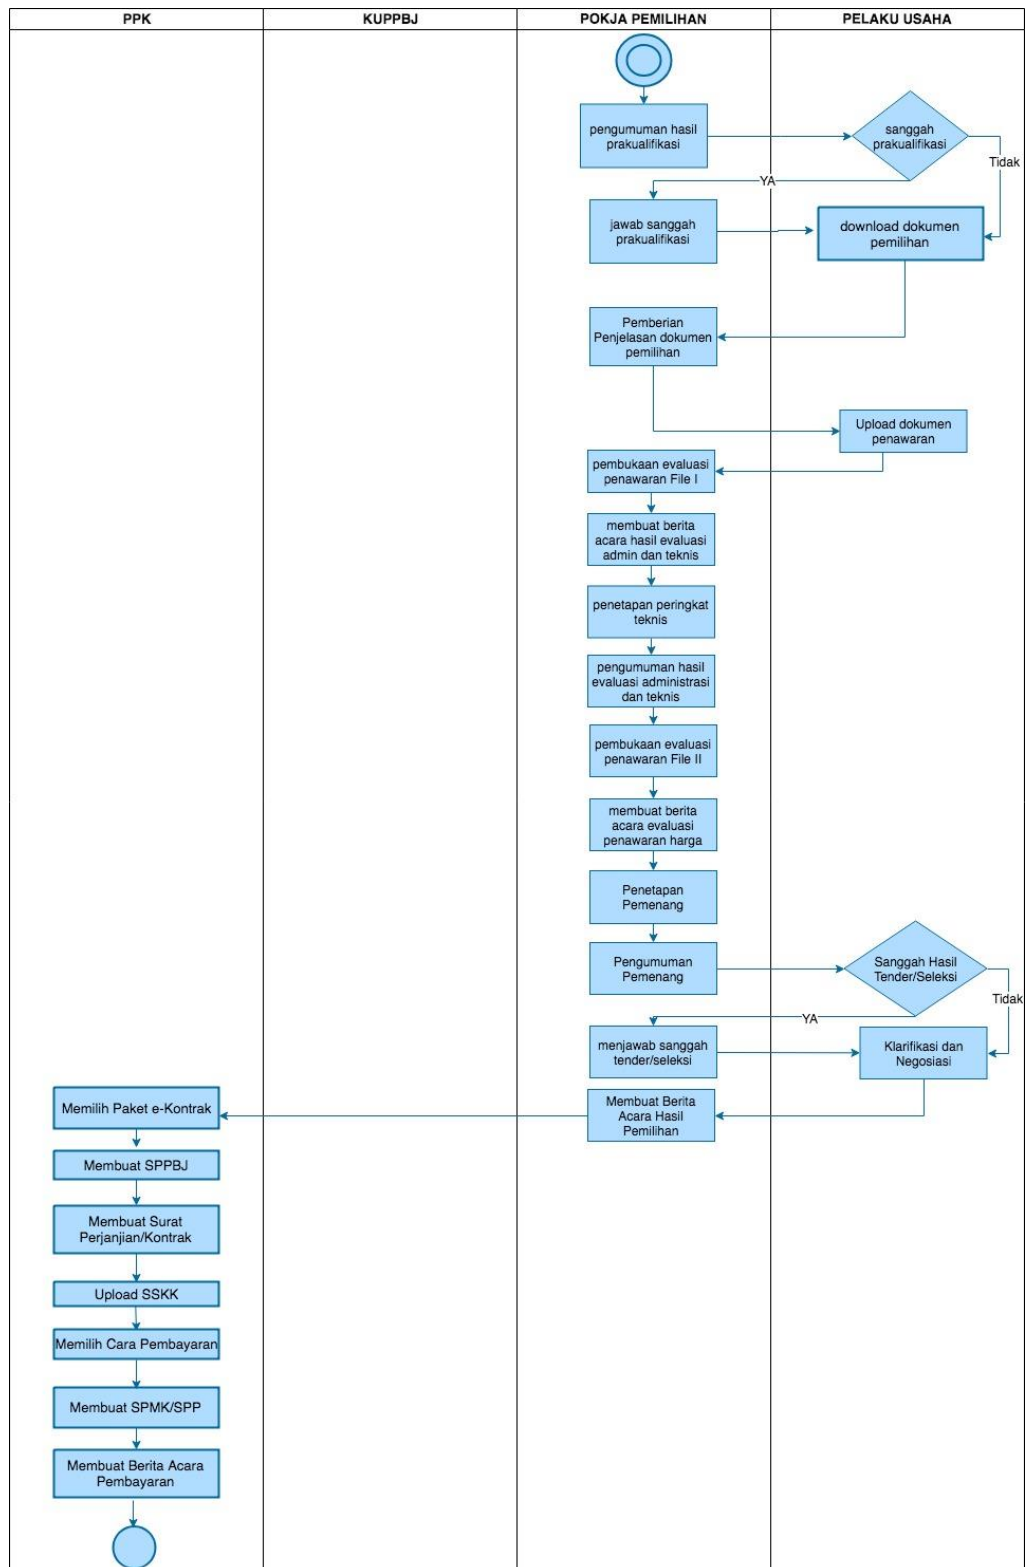 PPK
KUPPBJ
POKJA PEMILIHAN
PELAKU USAHA
pengumuman hasil
prakualifikasi
sanggah
prakualifikasi
Tidak
YA
jawab sanggah
prakualifikasi
download dokumen
pemilihan
Pemberian
Penjelasan dokumen
pemilihan
Upload dokumen
penawaran
pembukaan evaluasi
penawaran File I
membuat berita
acara hasil evaluasi
admin dan teknis
penetapan peringkat
teknis
pengumuman hasil
evaluasi administrasi
dan teknis
pembukaan evaluasi
penawaran File II
membuat berita
acara evaluasi
penawaran harga
Penetapan
Pemenang
Pengumuman
Pemenang
Sanggah Hasil
Tender/Seleksi
Tidak
YA
menjawab sanggah
tender/seleksi
Klarifikasi dan
Negosiasi
Membuat Berita
Acara Hasil
Pemilihan
Memilih Paket e-Kontrak
Membuat SPPBJ
Membuat Surat
Perjanjian/Kontrak
Upload SSKK
Memilih Cara Pembayaran
Membuat SPMK/SPP
Membuat Berita Acara
Pembayaran